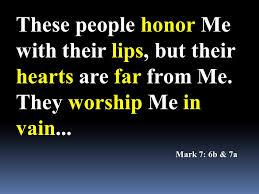 These people honor Me
with their lips, but their
hearts are far from Me.
They worship Me in
vain...
Mark 7: 6b & 7a